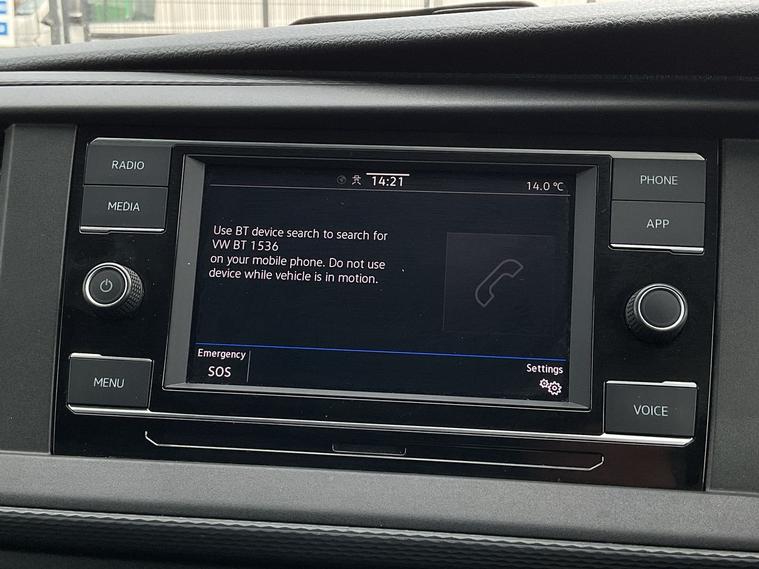 RADIO
MEDIA
MENU
14:21
14.0 °C
Use BT device search to search for
VW BT 1536
on your mobile phone. Do not use
device while vehicle is in motion.
Emergency
SOS
Settings
PHONE
APP
VOICE